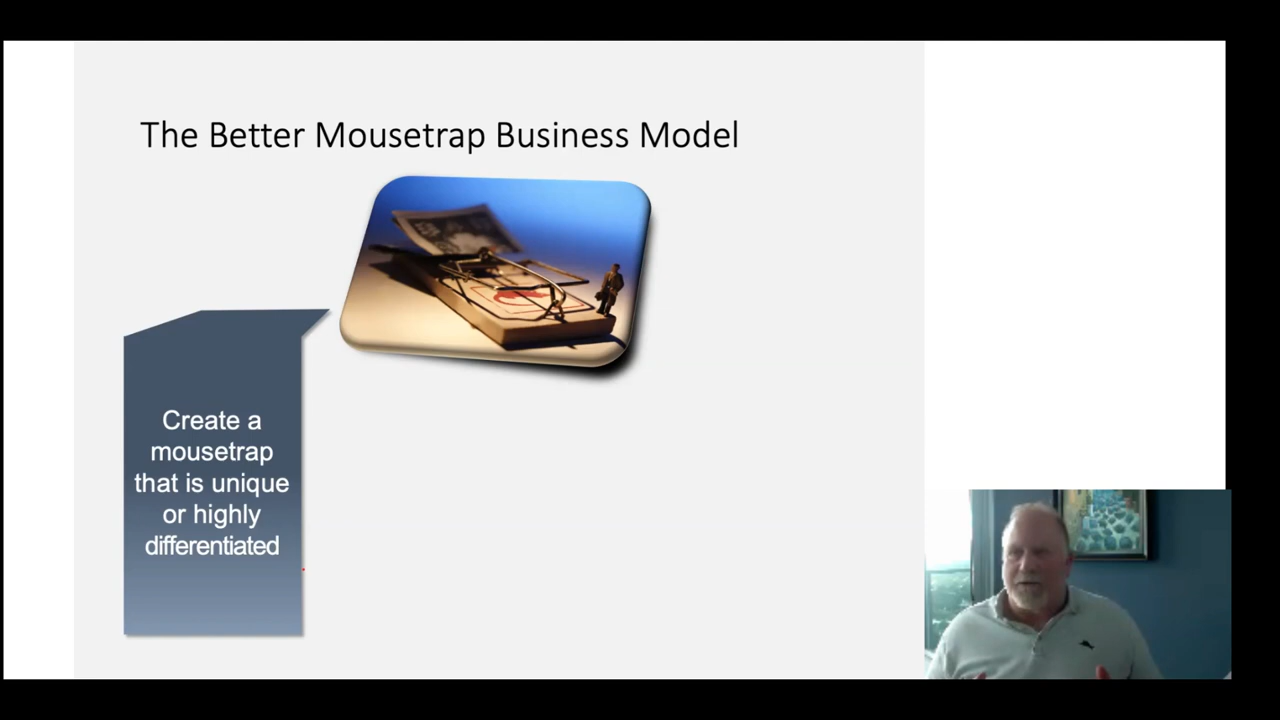 The Better Mousetrap Business Model
Create a
mousetrap
that is unique
or highly
differentiated